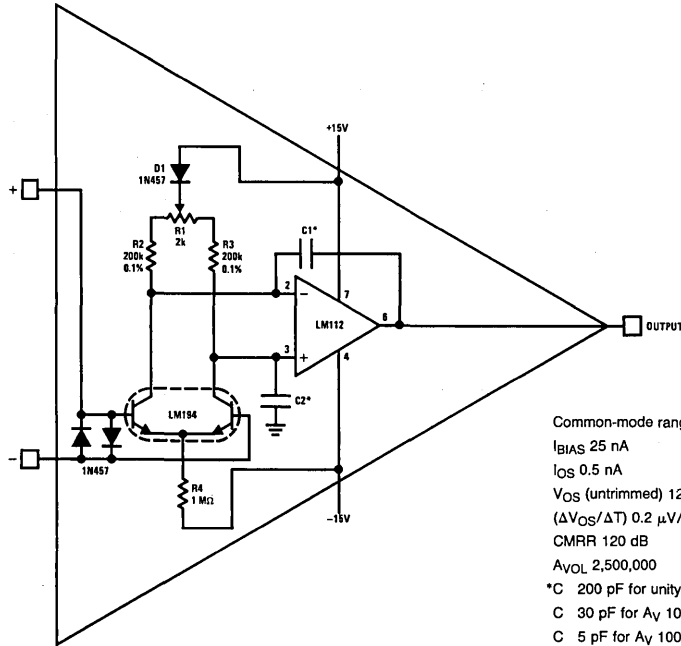 +15V
D1
1N457
+
R1
2k
R2
200k
0.1%
R3
200k
0.1%
C1*
2
−
7
LM112
6
OUTPUT
3
+
4
C2*
LM194
−
1N457
R4
1 MΩ
−15V
Common-mode rang
IBIAS 25 nA
IOS 0.5 nA
VOS (untrimmed) 12
(ΔVOS/ΔT) 0.2 μV/
CMRR 120 dB
AVOL 2,500,000
*C 200 pF for unity
C 30 pF for AV 10
C 5 pF for AV 100